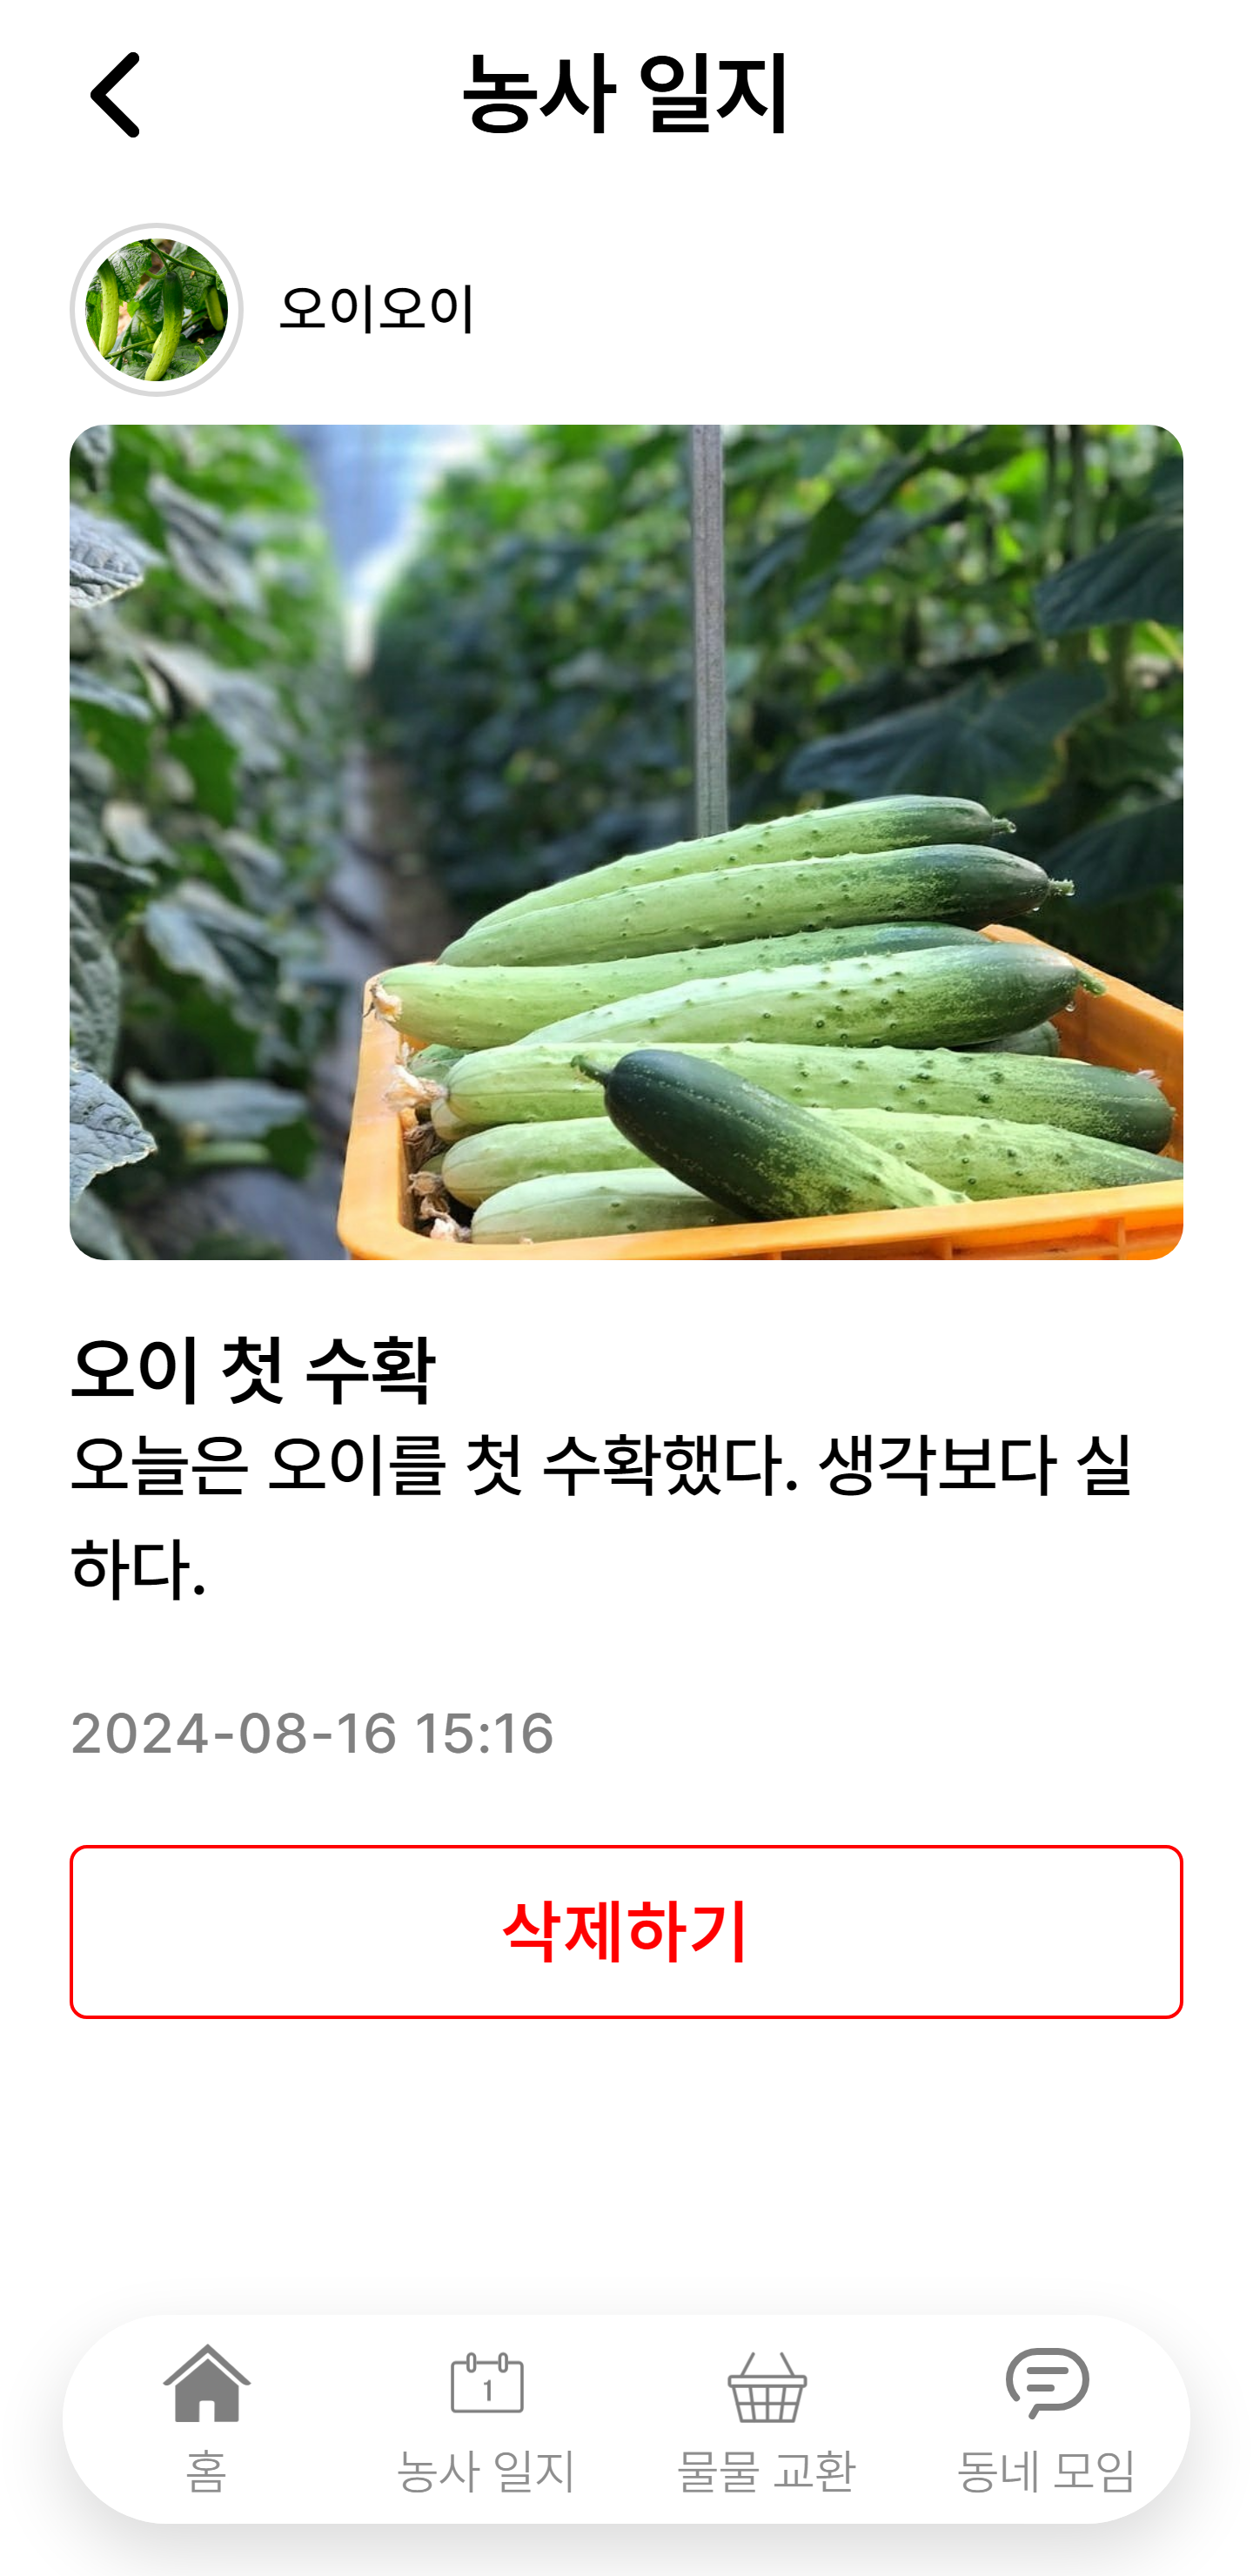 농사 일지
오이오이
오이 첫 수확
오늘은 오이를 첫 수확했다. 생각보다 실
하다.
2024-08-16 15:16
삭제하기
1
홈 농사 일지 물물 교환 동네 모임